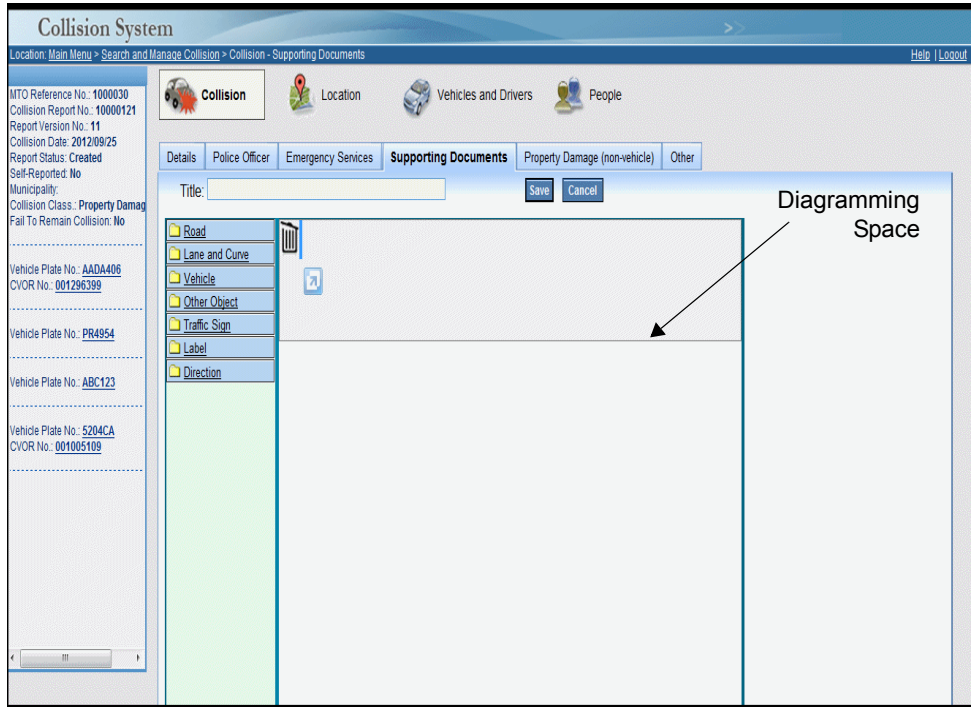 Collision System
>>
Location: Main Menu > Search and Manage Collision > Collision - Supporting Documents
Help | Logout
MTO Reference No.: 1000030
Collision Report No.: 10000121
Report Version No.: 11
Collision Date: 2012/09/25
Report Status: Created
Self-Reported: No
Municipality:
Collision Class.: Property Damag
Fail To Remain Collision: No
Vehicle Plate No.: AADA406
CVOR No.: 001296399
Vehicle Plate No.: PR4954
Vehicle Plate No.: ABC123
Vehicle Plate No.: 5204CA
CVOR No.: 001005109
Collision
Location
Vehicles and Drivers
People
Details
Police Officer
Emergency Services
Supporting Documents
Property Damage (non-vehicle)
Other
Title:
Save
Cancel
Road
Lane and Curve
Vehicle
Other Object
Traffic Sign
Label
Direction
Diagramming
Space